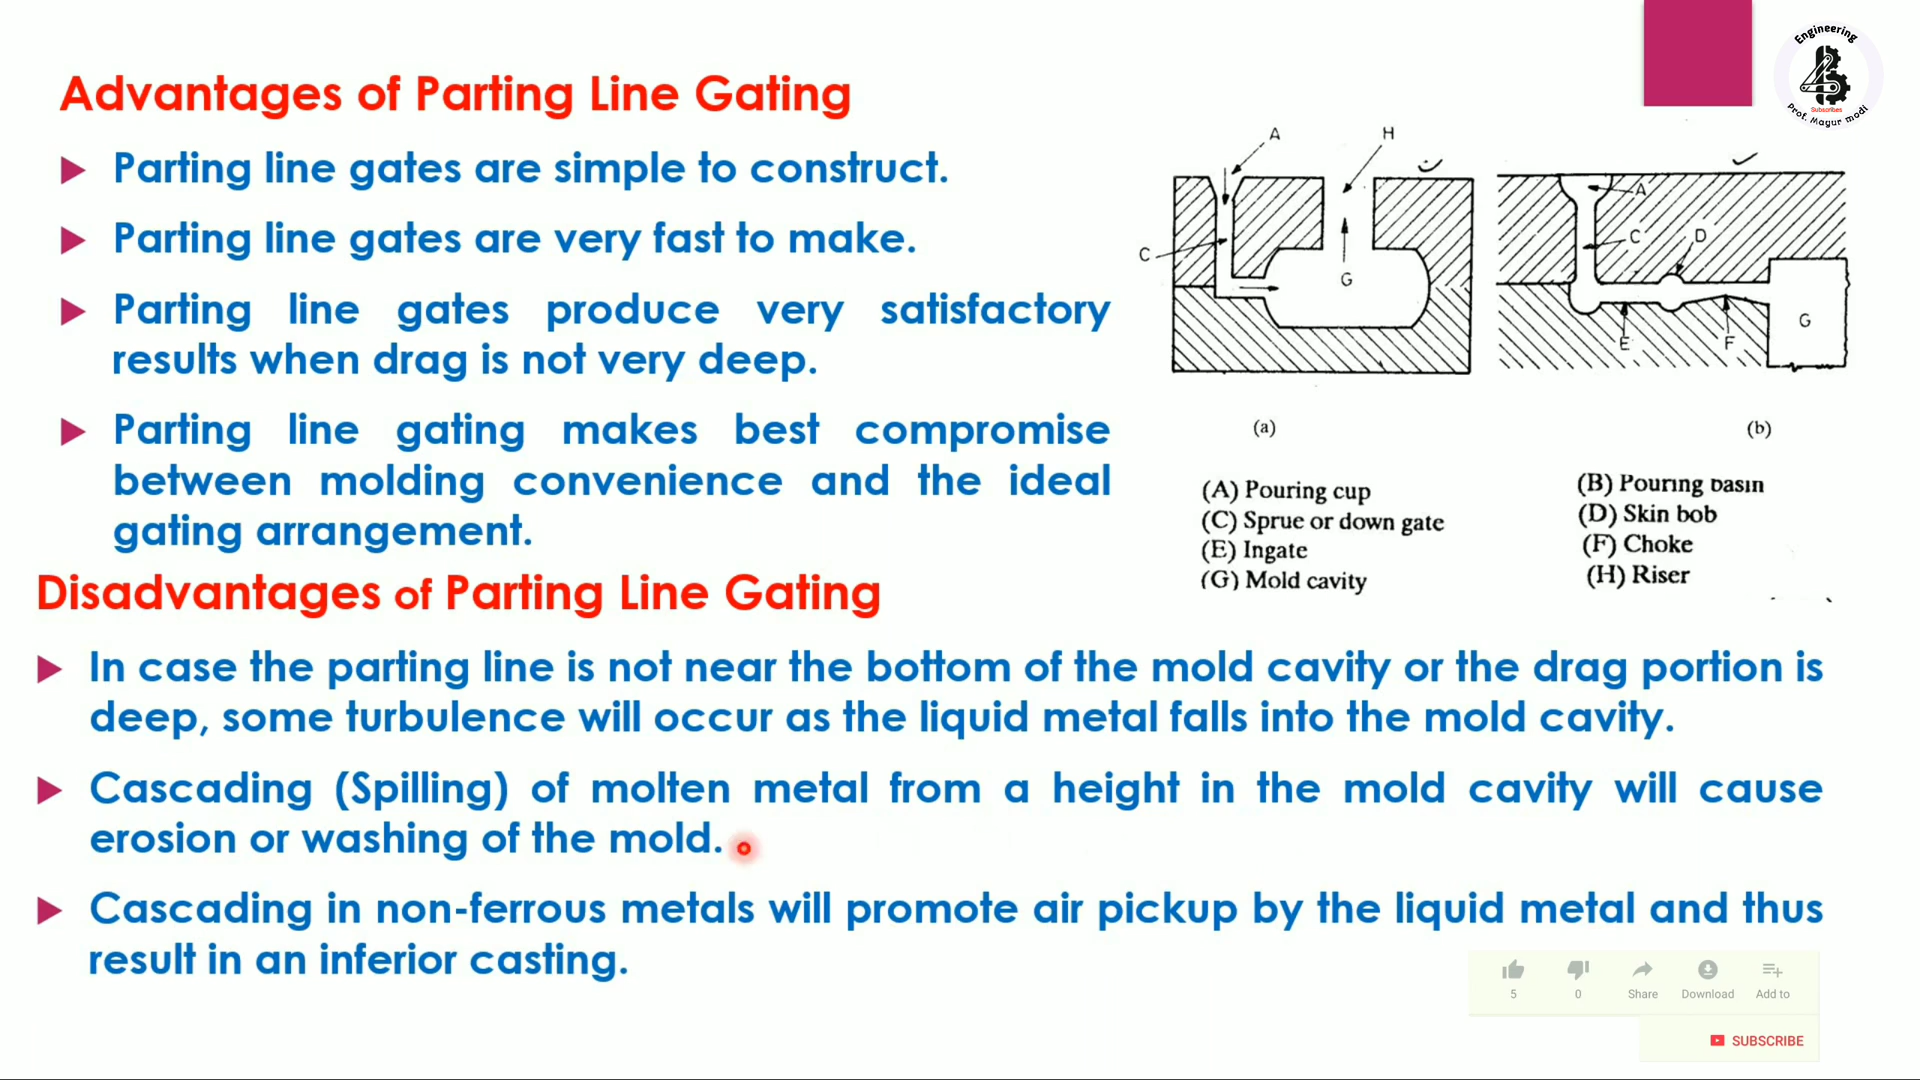 Advantages of Parting Line Gating
Parting line gates are simple to construct.
Parting line gates are very fast to make.
Parting line gates produce very satisfactory
results when drag is not very deep.
Parting line gating makes best compromise
between molding convenience and the ideal
gating arrangement.
Engineering
Subscribes
Prof. Mayur modi
A
H
C
G
A
C
D
E
F
G
(a)
(b)
(A) Pouring cup
(B) Pouring basin
(C) Sprue or down gate
(D) Skin bob
(E) Ingate
(F) Choke
(G) Mold cavity
(H) Riser
Disadvantages of Parting Line Gating
In case the parting line is not near the bottom of the mold cavity or the drag portion is
deep, some turbulence will occur as the liquid metal falls into the mold cavity.
Cascading (Spilling) of molten metal from a height in the mold cavity will cause
erosion or washing of the mold.
Cascading in non-ferrous metals will promote air pickup by the liquid metal and thus
result in an inferior casting.
5
0
Share
Download
Add to
SUBSCRIBE